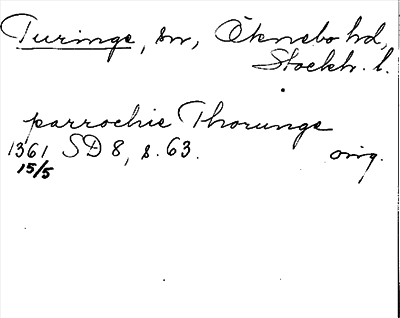 Turinge, sn, Öknebo hd,
Stockh. l.
parrochie Thorunge
1361 SD 8, s. 63. orig.
15/5